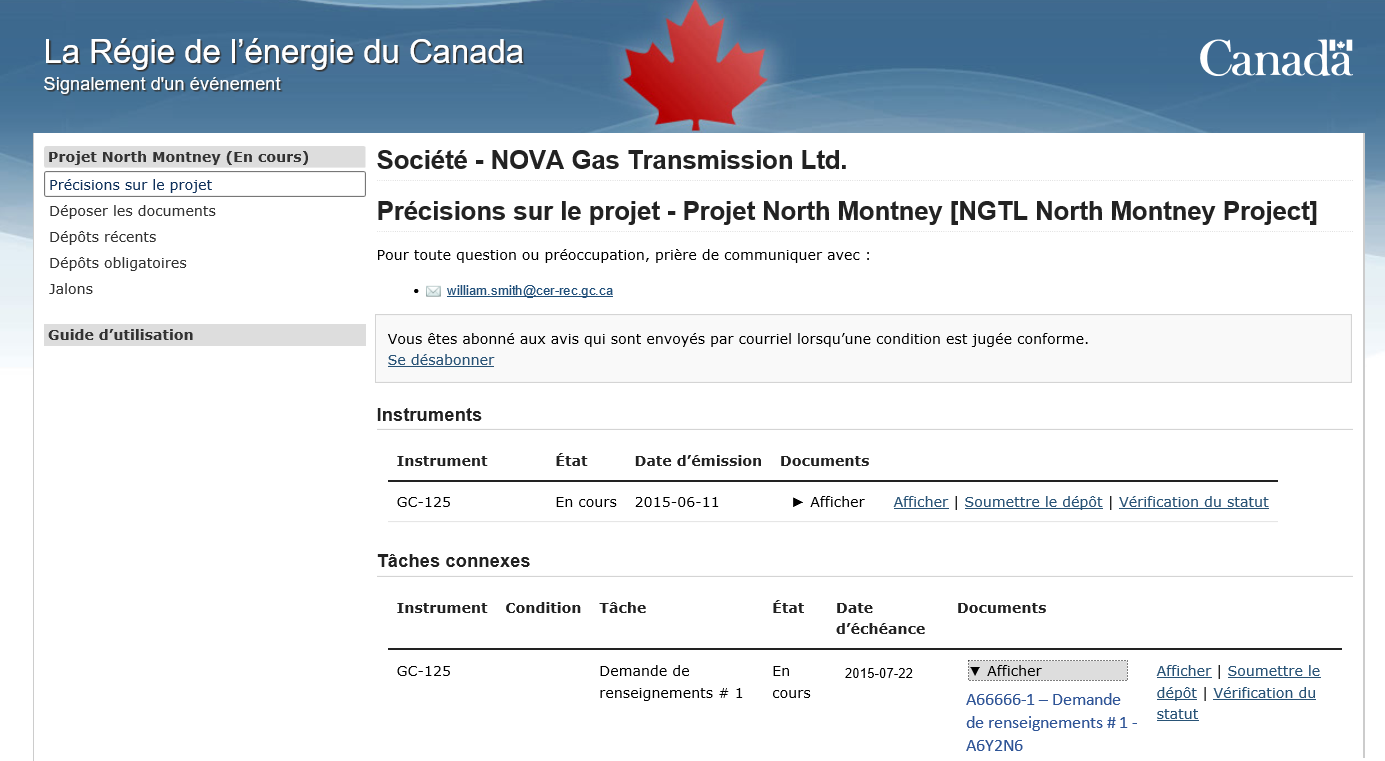 La Régie de l’énergie du Canada
Signalement d'un événement
Canada
Projet North Montney (En cours)
Précisions sur le projet
Déposer les documents
Dépôts récents
Dépôts obligatoires
Jalons
Guide d’utilisation
Société - NOVA Gas Transmission Ltd.
Précisions sur le projet - Projet North Montney [NGTL North Montney Project]
Pour toute question ou préoccupation, prière de communiquer avec :
• william.smith@cer-rec.gc.ca
Vous êtes abonné aux avis qui sont envoyés par courriel lorsqu’une condition est jugée conforme.
Se désabonner
Instruments
Instrument État Date d’émission Documents
GC-125 En cours 2015-06-11 ► Afficher Afficher | Soumettre le dépôt | Vérification du statut
Tâches connexes
Instrument Condition Tâche État Date Documents
d’échéance
GC-125 Demande de En 2015-07-22 ▼ Afficher Afficher | Soumettre le
renseignements # 1 cours A66666-1 – Demande dépôt | Vérification du
de renseignements # 1 - statut
A6Y2N6